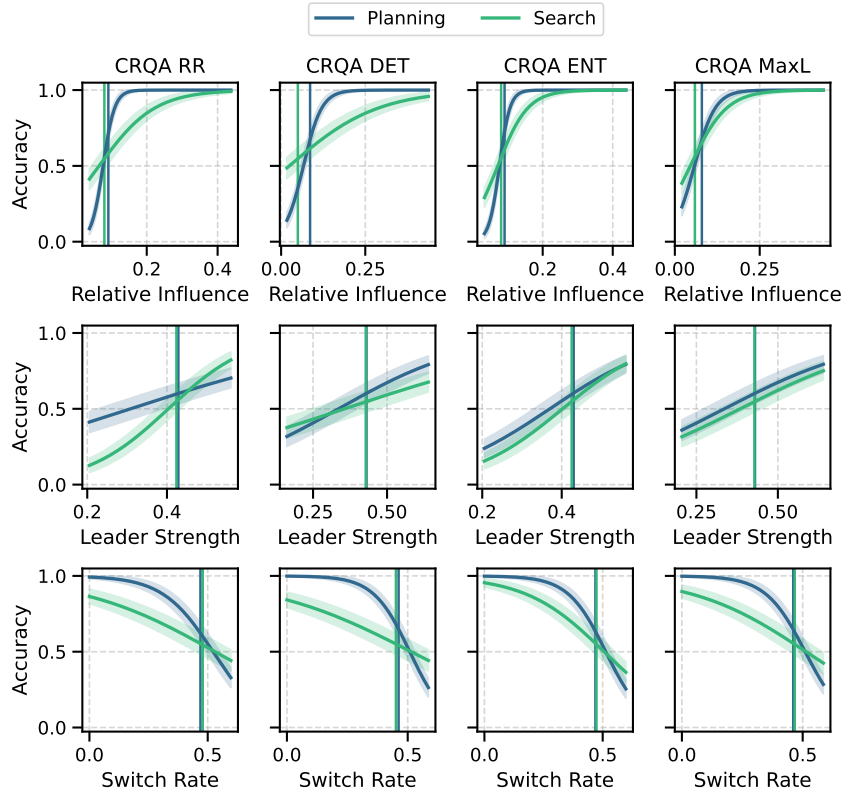 Planning Search
CRQA RR CRQA DET CRQA ENT CRQA MaxL
Accuracy
1.0
0.5
0.0
0.2 0.4 0.00 0.25 0.2 0.4 0.00 0.25
Relative Influence Relative Influence Relative Influence Relative Influence
Accuracy
1.0
0.5
0.0
0.2 0.4 0.25 0.50 0.2 0.4 0.25 0.50
Leader Strength Leader Strength Leader Strength Leader Strength
Accuracy
1.0
0.5
0.0
0.0 0.5 0.0 0.5 0.0 0.5 0.0 0.5
Switch Rate Switch Rate Switch Rate Switch Rate